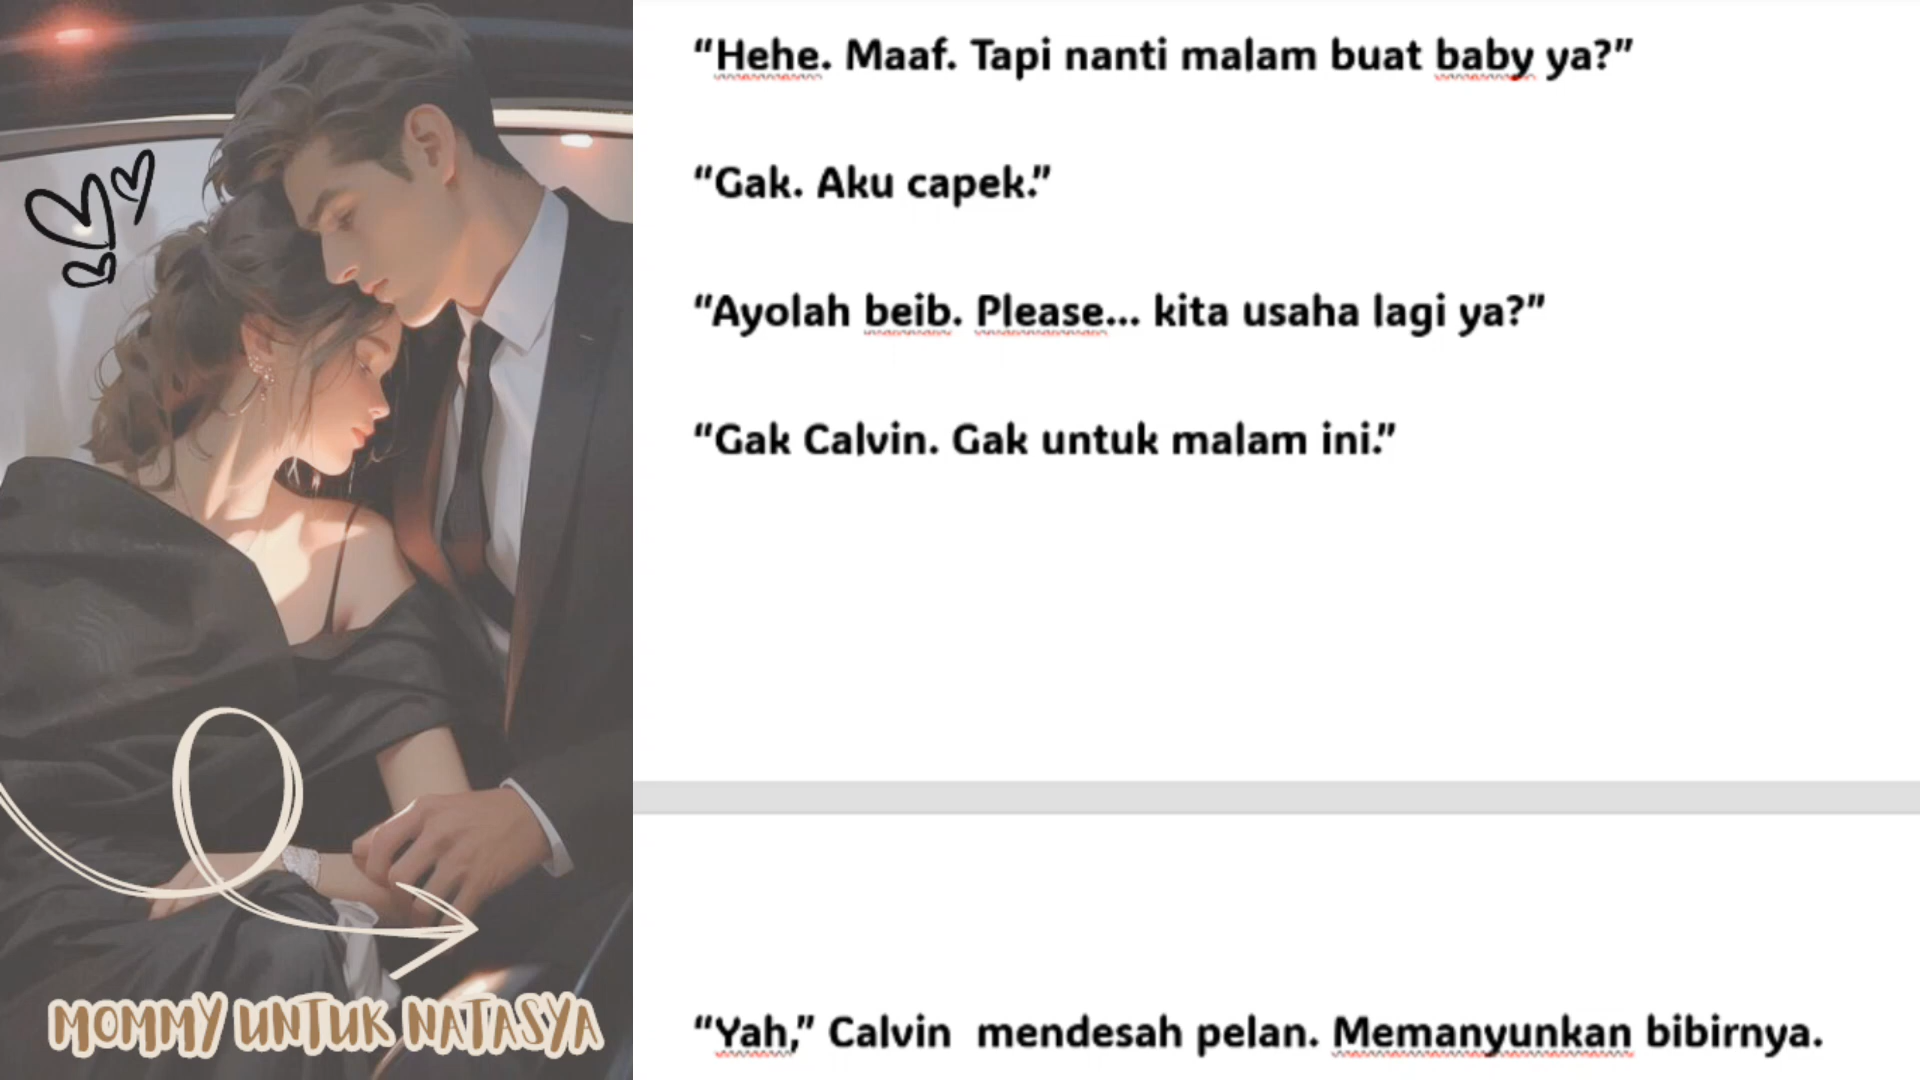 “Hehe. Maaf. Tapi nanti malam buat baby ya?”
“Gak. Aku capek.”
“Ayolah beib. Please... kita usaha lagi ya?”
“Gak Calvin. Gak untuk malam ini.”
“Yah,” Calvin  mendesah pelan. Memanyunkan bibirnya.
MOMMY UNTUK NATASYA